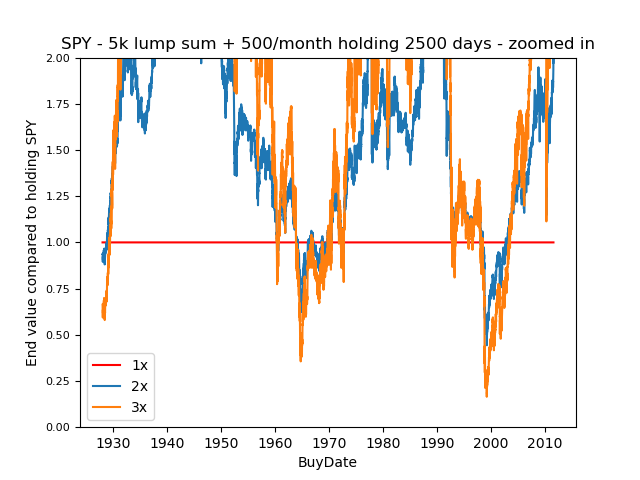 SPY - 5k lump sum + 500/month holding 2500 days - zoomed in
End value compared to holding SPY
2.00
1.75
1.50
1.25
1.00
0.75
0.50
0.25
0.00
1x
2x
3x
1930 1940 1950 1960 1970 1980 1990 2000 2010
BuyDate